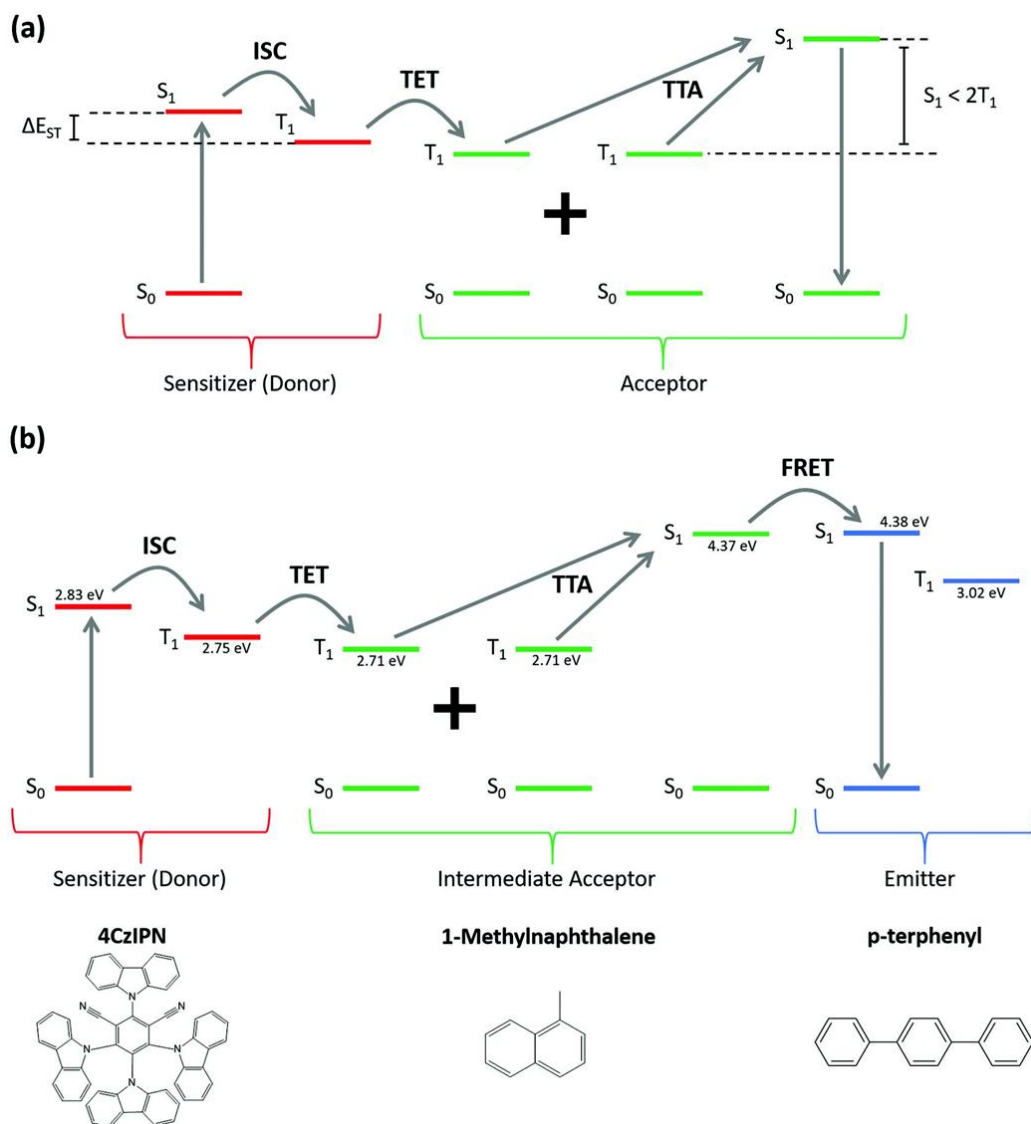 (a)
ISC
TET
TTA
S1
T1
ΔEST
T1
T1
S1
S1 < 2T1
S0
S0
S0
S0
Sensitizer (Donor)
Acceptor
(b)
FRET
ISC
TET
TTA
S1
2.83 eV
T1
2.75 eV
T1
2.71 eV
T1
2.71 eV
S1
4.37 eV
S1
4.38 eV
T1
3.02 eV
S0
S0
S0
S0
S0
Sensitizer (Donor)
Intermediate Acceptor
Emitter
4CzIPN
1-Methylnaphthalene
p-terphenyl
N
N
N
N
N
N